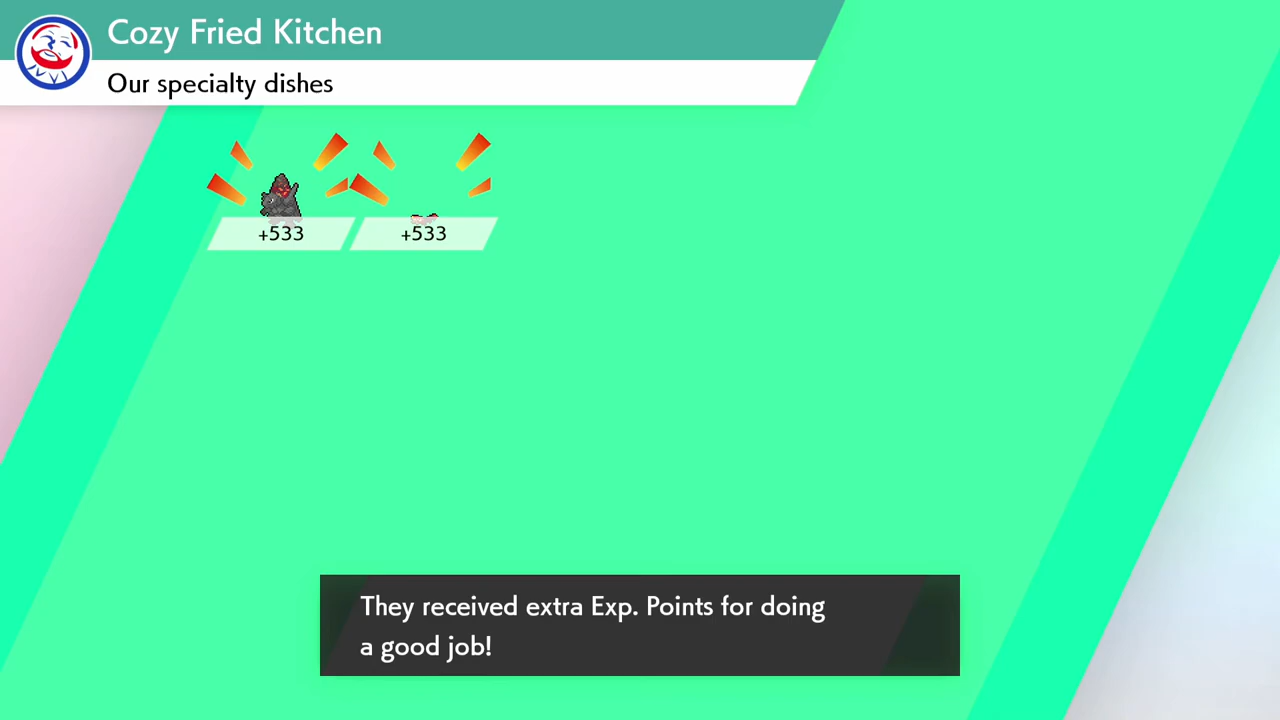 Cozy Fried Kitchen
Our specialty dishes
+533
+533
They received extra Exp. Points for doing
a good job!